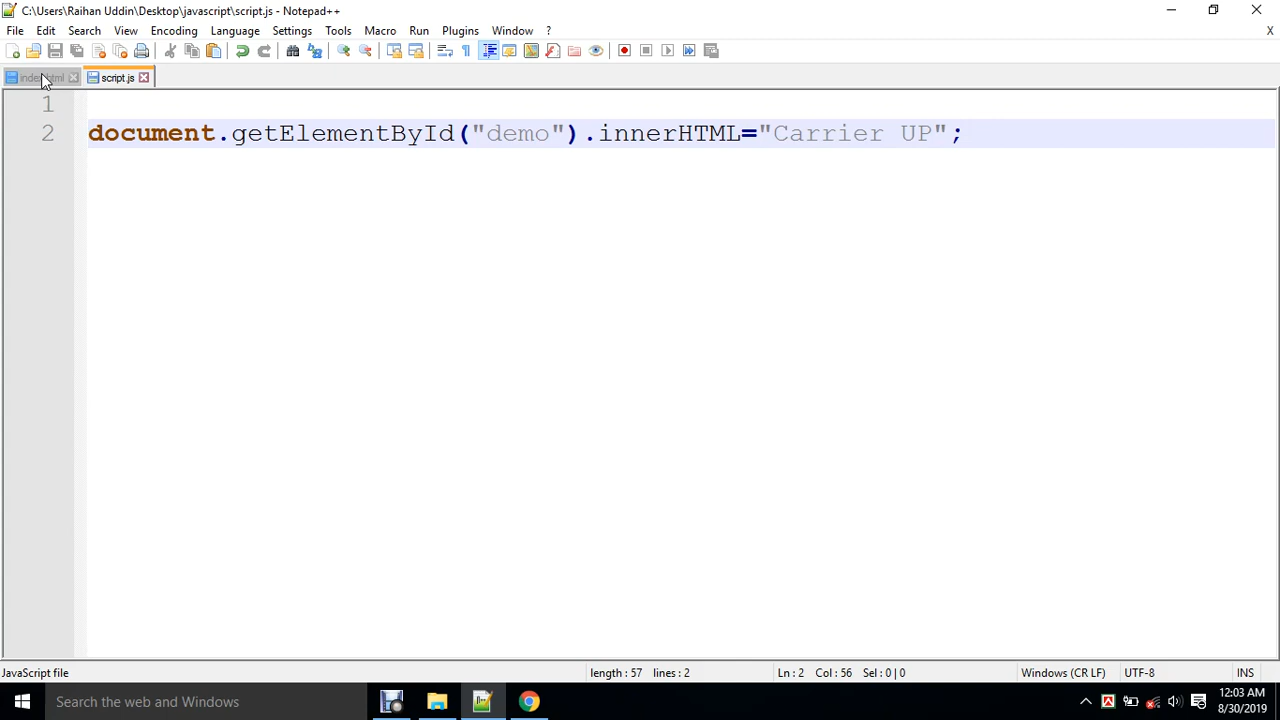 C:\Users\Raihan Uddin\Desktop\javascript\script.js - Notepad++
File Edit Search View Encoding Language Settings Tools Macro Run Plugins Window ? X
index.html script.js
1
2 document.getElementById("demo").innerHTML="Carrier UP";
JavaScript file length : 57 lines : 2 Ln : 2 Col : 56 Sel : 0 | 0 Windows (CR LF) UTF-8 INS
Search the web and Windows
12:03 AM
8/30/2019